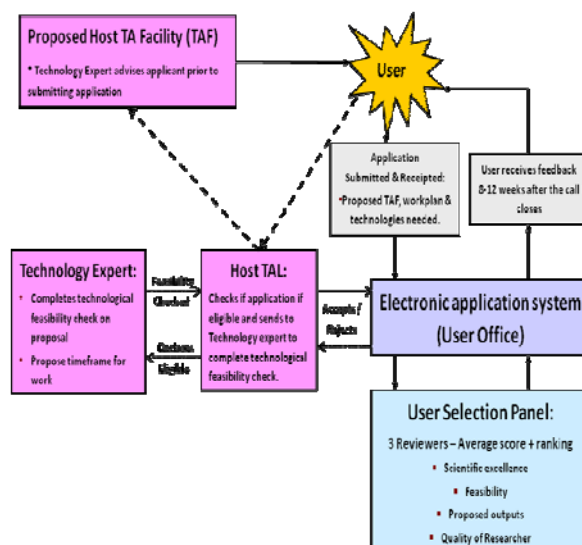 Proposed Host TA Facility (TAF)
* Technology Expert advises applicant prior to
submitting application
User
Application
Submitted & Receipted:
•Proposed TAF, workplan &
technologies needed.
User receives feedback
8-12 weeks after the call
closes
Technology Expert:
▪ Completes technological
feasibility check on
proposal
▪ Propose timeframe for
work
Feasibility
Checked
Eligible
Host TAL:
Checks if application if
eligible and sends to
Technology expert to
complete technological
feasibility check.
Accepts /
Rejects
Electronic application system
(User Office)
User Selection Panel:
3 Reviewers – Average score + ranking
▪ Scientific excellence
▪ Feasibility
▪ Proposed outputs
▪ Quality of Researcher